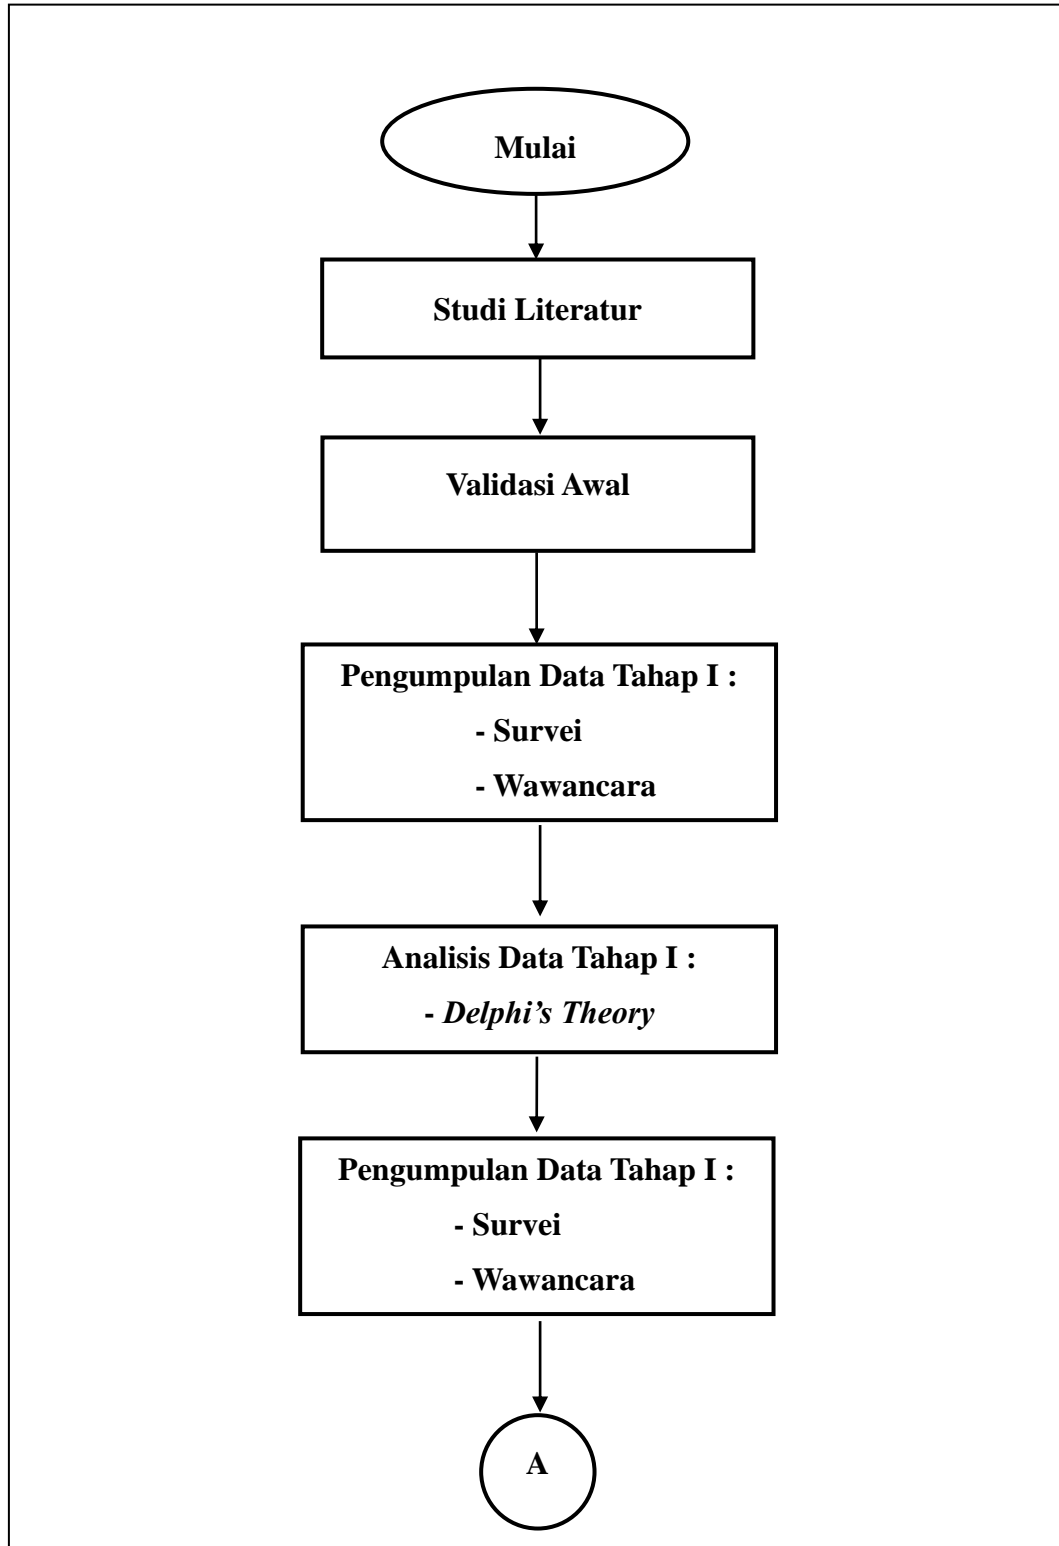 Mulai
Studi Literatur
Validasi Awal
Pengumpulan Data Tahap I :
- Survei
- Wawancara
Analisis Data Tahap I :
- Delphi’s Theory
Pengumpulan Data Tahap I :
- Survei
- Wawancara
A